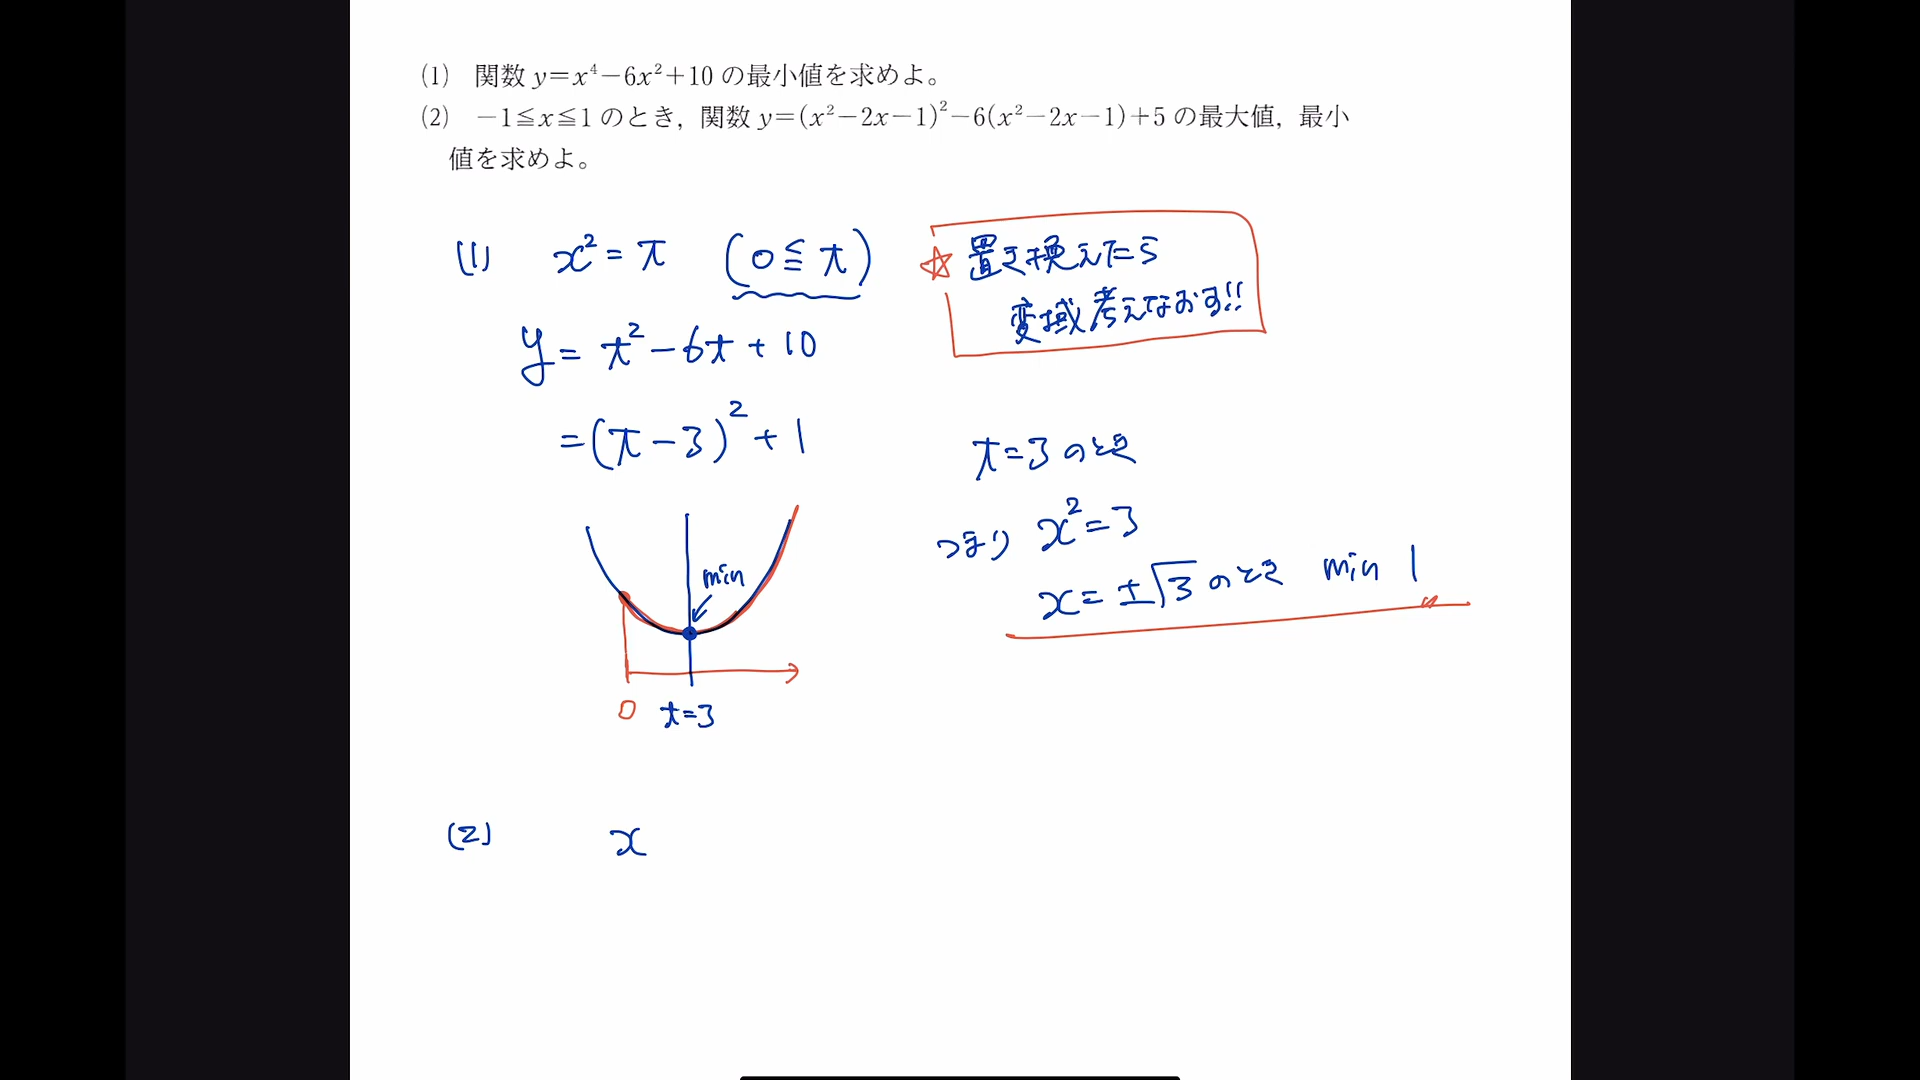 (1) 関数 y=x⁴−6x²+10 の最小値を求めよ。
(2) −1≦x≦1 のとき，関数 y=(x²−2x−1)²−6(x²−2x−1)+5 の最大値，最小
値を求めよ。
(1) x²=t (0≦t)
☆ 置き換えたら
変域考えなおす!!
y=t²−6t+10
=(t−3)²+1
t=3のとき
つまり x²=3
x=±√3のとき min 1
min
0 t=3
(2) x